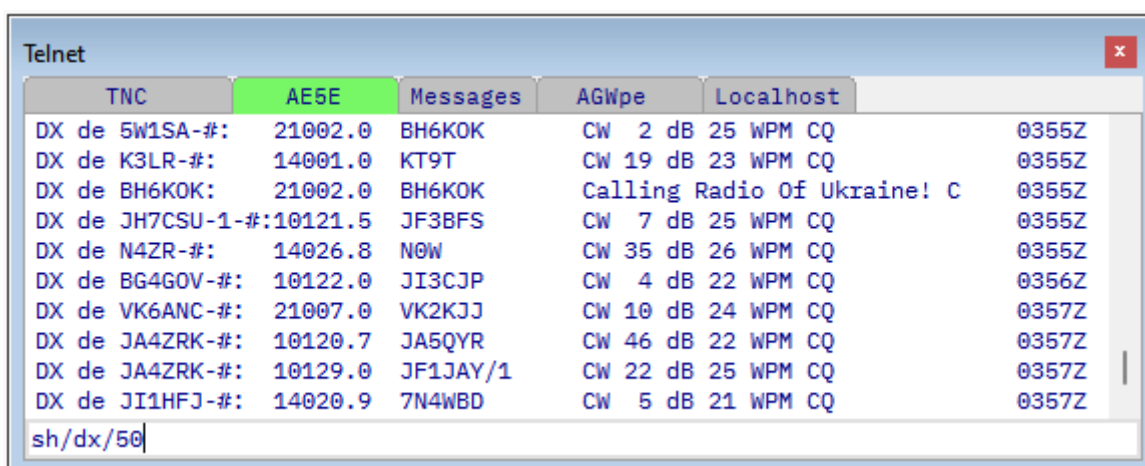 Telnet x
TNC AE5E Messages AGWpe Localhost
DX de 5W1SA-#: 21002.0 BH6KOK CW 2 dB 25 WPM CQ 0355Z
DX de K3LR-#: 14001.0 KT9T CW 19 dB 23 WPM CQ 0355Z
DX de BH6KOK: 21002.0 BH6KOK Calling Radio Of Ukraine! C 0355Z
DX de JH7CSU-1-#:10121.5 JF3BFS CW 7 dB 25 WPM CQ 0355Z
DX de N4ZR-#: 14026.8 N0W CW 35 dB 26 WPM CQ 0355Z
DX de BG4GOV-#: 10122.0 JI3CJP CW 4 dB 22 WPM CQ 0356Z
DX de VK6ANC-#: 21007.0 VK2KJJ CW 10 dB 24 WPM CQ 0357Z
DX de JA4ZRK-#: 10120.7 JA5QYR CW 46 dB 22 WPM CQ 0357Z
DX de JA4ZRK-#: 10129.0 JF1JAY/1 CW 22 dB 25 WPM CQ 0357Z
DX de JI1HFJ-#: 14020.9 7N4WBD CW 5 dB 21 WPM CQ 0357Z
sh/dx/50